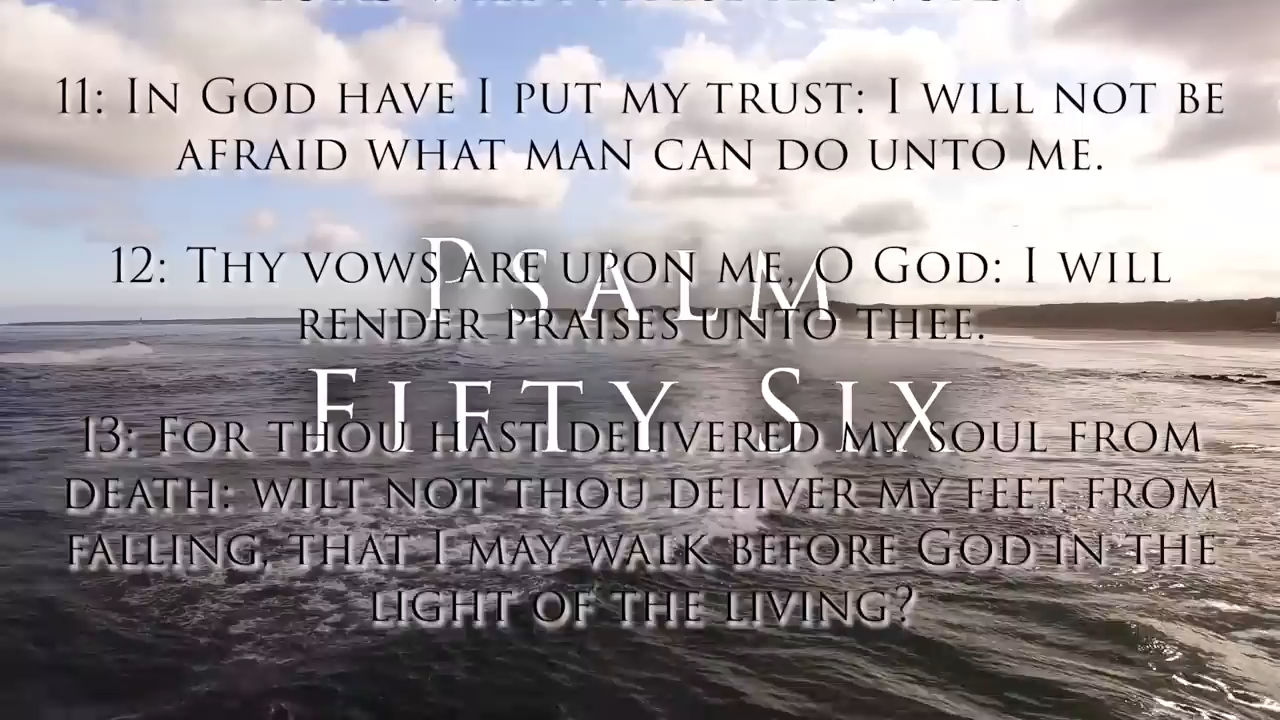 11: In God have I put my trust: I will not be
afraid what man can do unto me.
12: Thy vows are upon me, O God: I will
render praises unto thee.
Psalm
Fifty Six
13: For thou hast delivered my soul from
death: wilt not thou deliver my feet from
falling, that I may walk before God in the
light of the living?